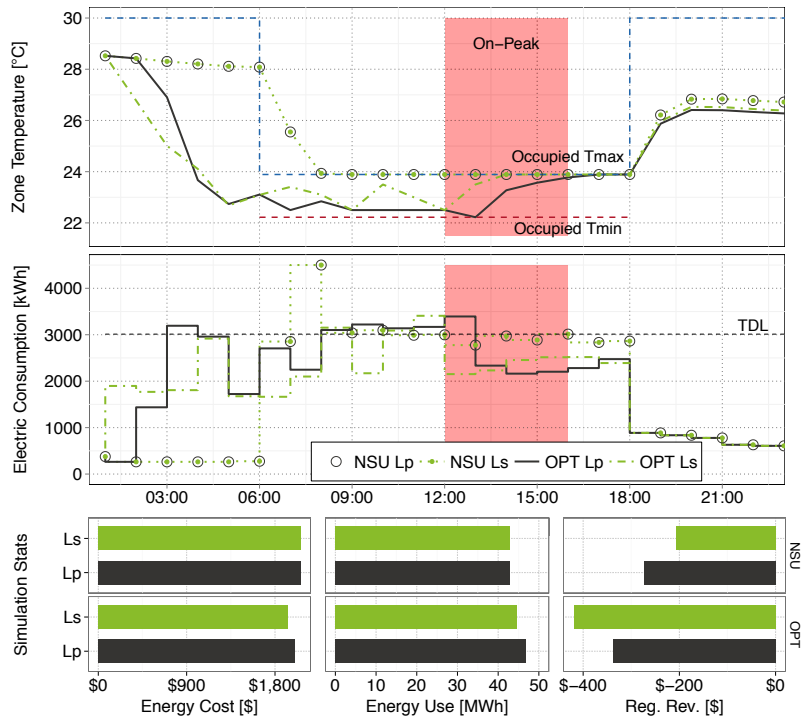 Zone Temperature [°C]
30
28
26
24
22
On−Peak
Occupied Tmax
Occupied Tmin
Electric Consumption [kWh]
4000
3000
2000
1000
0
TDL
NSU Lp
NSU Ls
OPT Lp
OPT Ls
03:00
06:00
09:00
12:00
15:00
18:00
21:00
Simulation Stats
Ls
Lp
NSU
Ls
Lp
OPT
$0
$900
$1,800
0
10
20
30
40
50
$−400
$−200
$0
Energy Cost [$]
Energy Use [MWh]
Reg. Rev. [$]